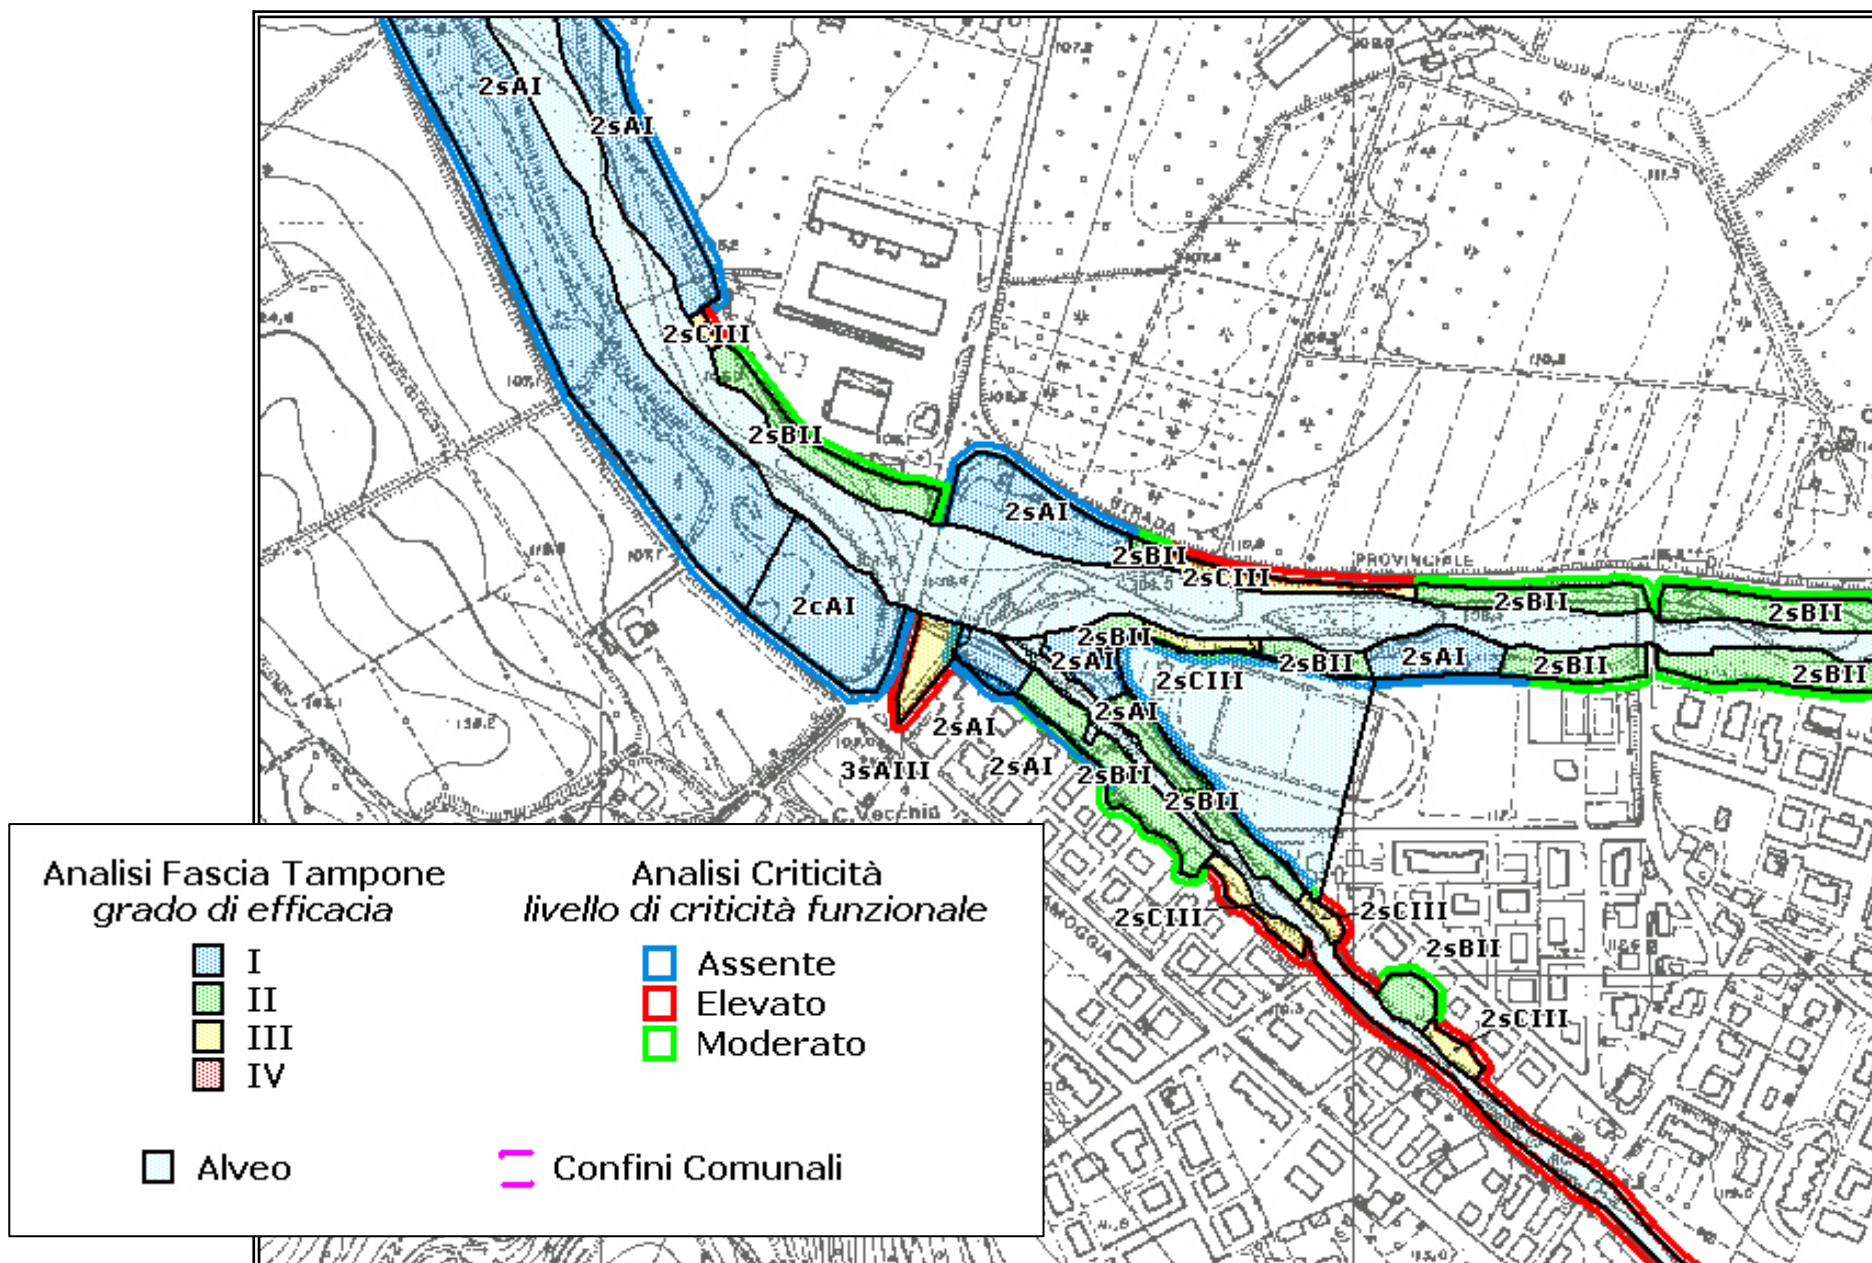 2sAI
2sAI
2sCIII
2sBII
2sAI
STRADA
PROVINCIALE
2sBII
2sCIII
2sBII
2sBII
2cAI
2sBII
2sAI
2sBII
2sAI
2sBII
2sBII
2sCIII
2sAI
2sAI
3sAIII
2sAI
2sBII
2sBII
C. Vecchia
2sCIII
2sCIII
2sBII
2sCIII
Analisi Fascia Tampone
grado di efficacia
I
II
III
IV
Analisi Criticità
livello di criticità funzionale
Assente
Elevato
Moderato
Alveo
Confini Comunali